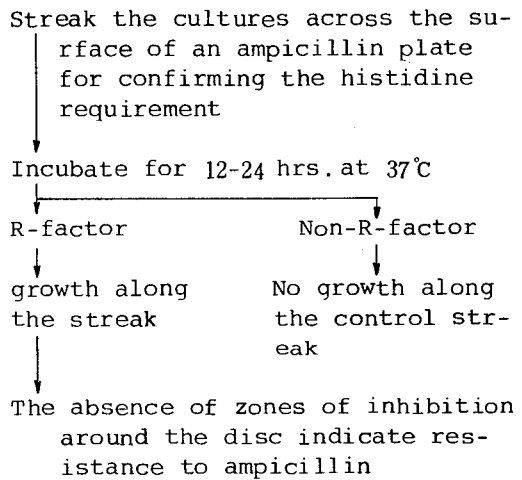 Streak the cultures across the su-
rface of an ampicillin plate
for confirming the histidine
requirement
Incubate for 12-24 hrs. at 37℃
R-factor
Non-R-factor
growth along
the streak
No growth along
the control str-
eak
The absence of zones of inhibition
around the disc indicate res-
istance to ampicillin